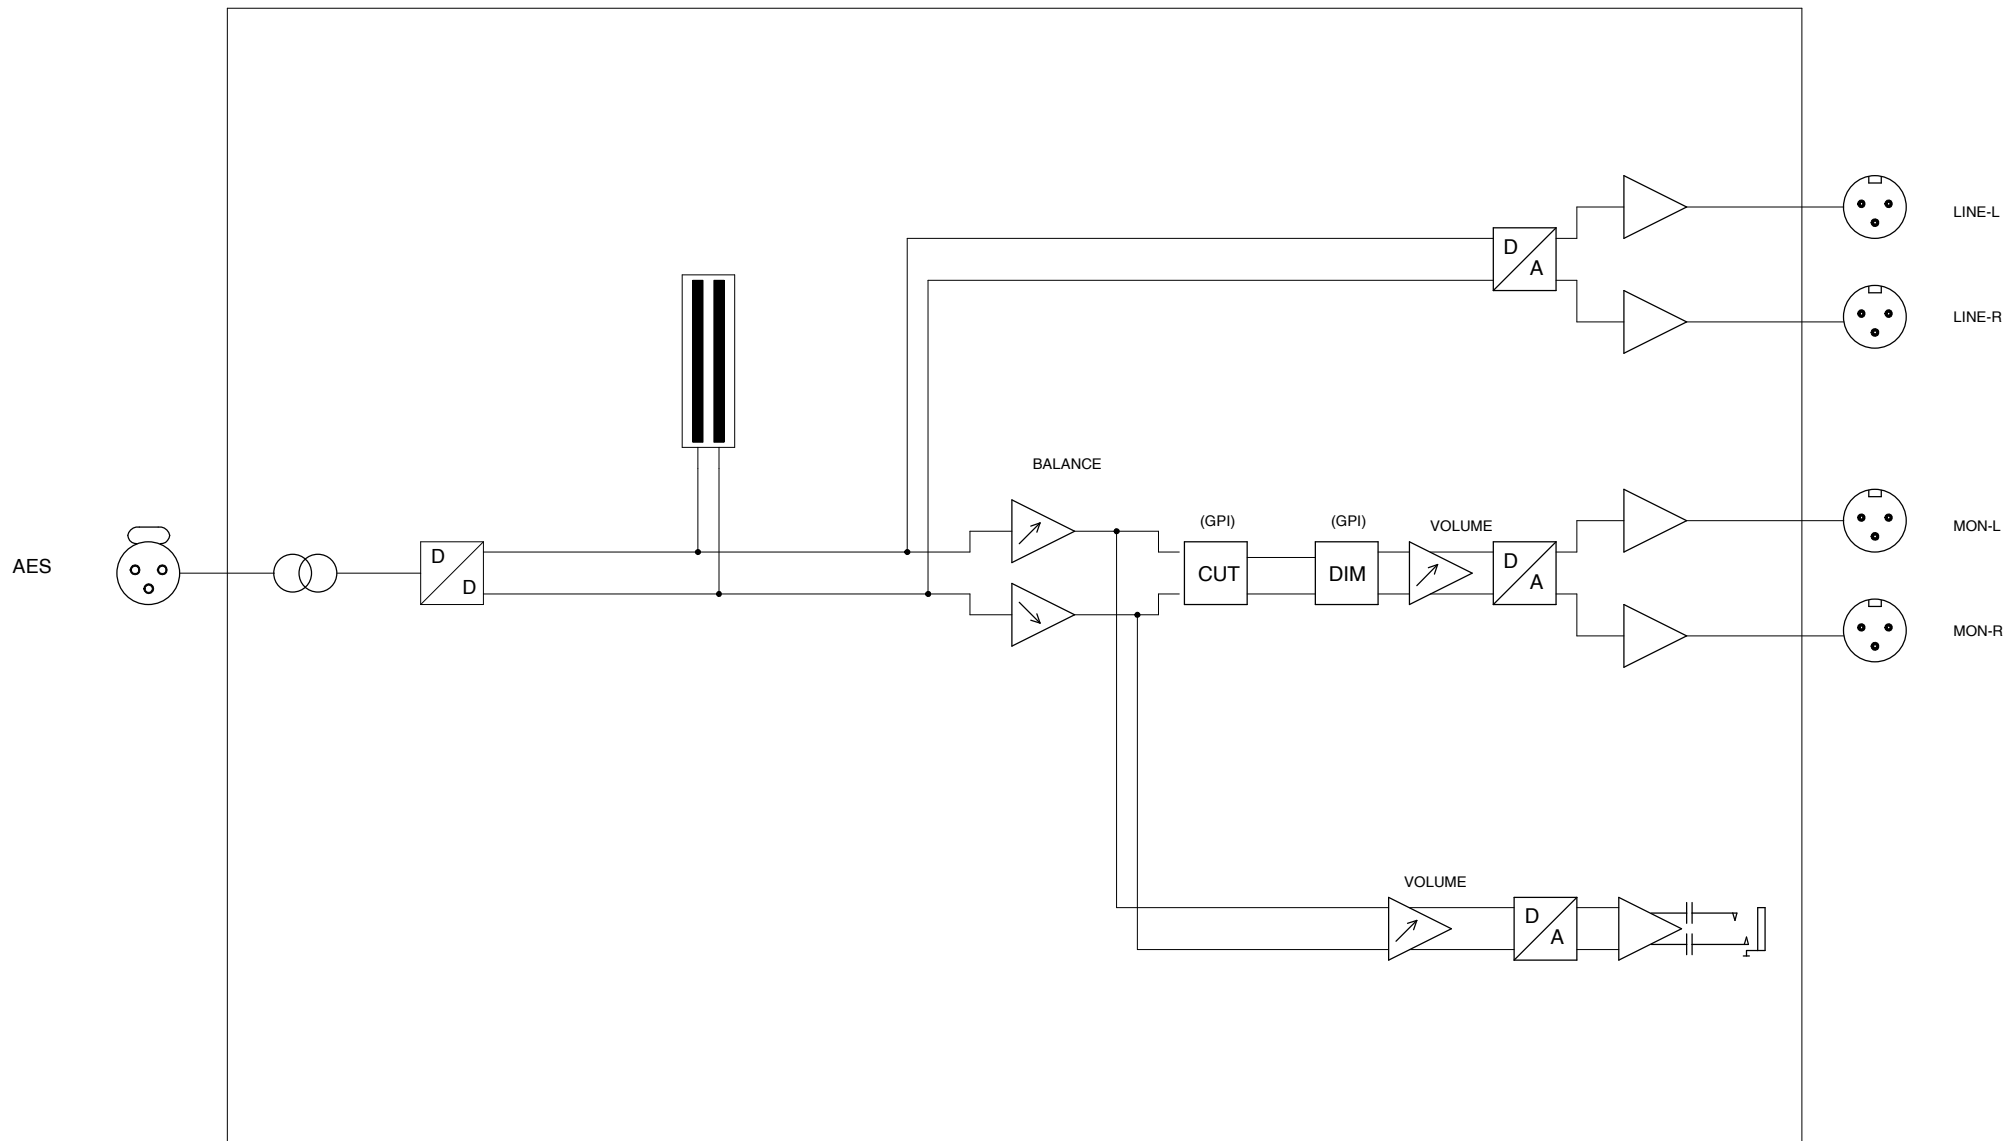 LINE-L
D
A
LINE-R
BALANCE
(GPI)
(GPI)
VOLUME
MON-L
AES
D
D
CUT
DIM
D
A
MON-R
VOLUME
D
A